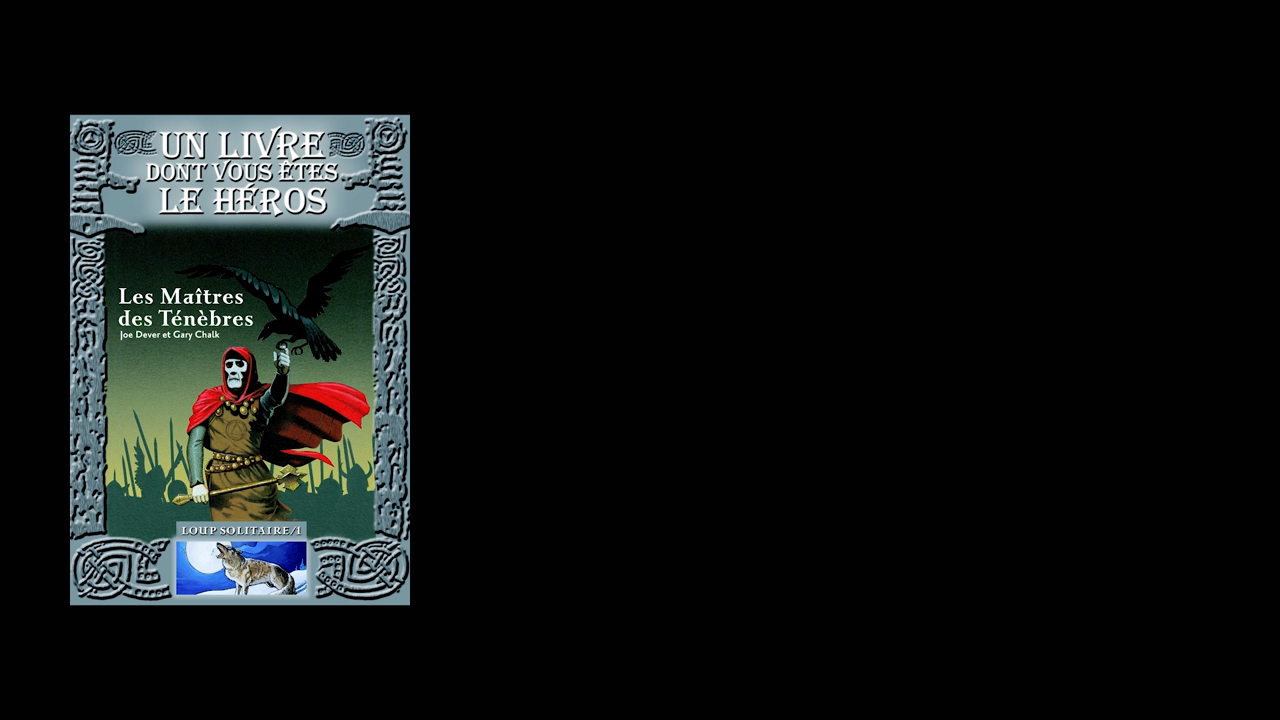 UN LIVRE
DONT VOUS ÊTES
LE HÉROS
Les Maîtres
des Ténèbres
Joe Dever et Gary Chalk
LOUP SOLITAIRE/1